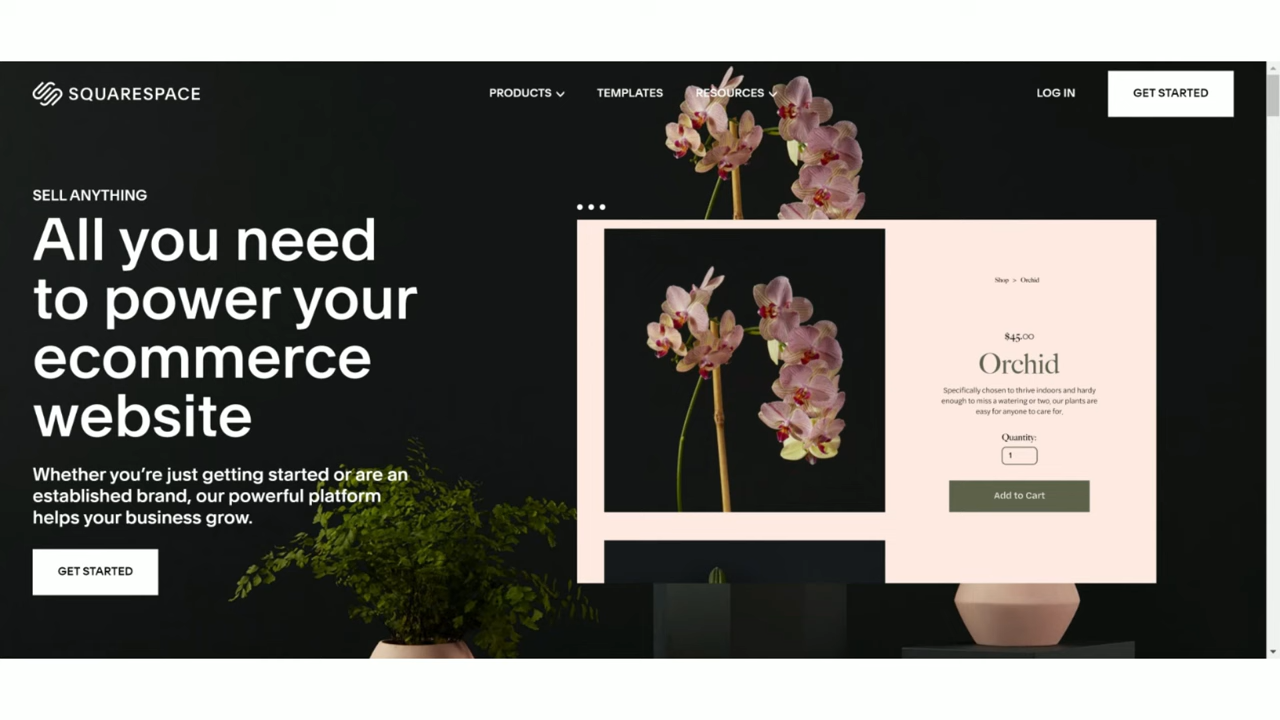 SQUARESPACE
PRODUCTS
TEMPLATES
RESOURCES
LOG IN
GET STARTED
SELL ANYTHING
All you need
to power your
ecommerce
website
Whether you're just getting started or are an
established brand, our powerful platform
helps your business grow.
GET STARTED
Shop > Orchid
$45.00
Orchid
Specifically chosen to thrive indoors and hardy
enough to miss a watering or two, our plants are
easy for anyone to care for.
Quantity:
1
Add to Cart